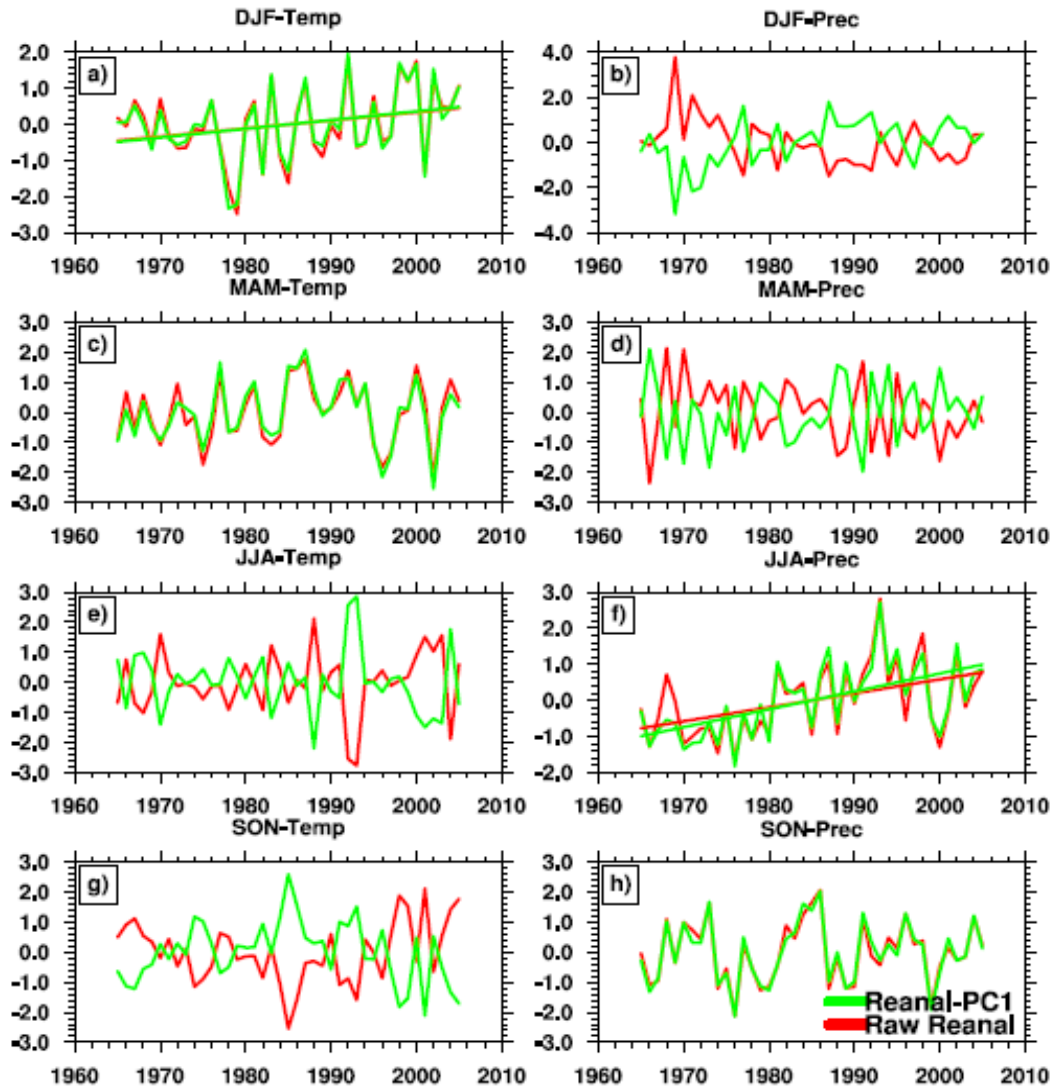 DJF-Temp DJF-Prec
a) b)
2.0 4.0
1.0 2.0
0.0 0.0
-1.0 -2.0
-2.0 -4.0
-3.0
1960 1970 1980 1990 2000 2010 1960 1970 1980 1990 2000 2010
MAM-Temp MAM-Prec
c) d)
3.0 3.0
2.0 2.0
1.0 1.0
0.0 0.0
-1.0 -1.0
-2.0 -2.0
-3.0 -3.0
1960 1970 1980 1990 2000 2010 1960 1970 1980 1990 2000 2010
JJA-Temp JJA-Prec
e) f)
3.0 3.0
2.0 2.0
1.0 1.0
0.0 0.0
-1.0 -1.0
-2.0 -2.0
-3.0
1960 1970 1980 1990 2000 2010 1960 1970 1980 1990 2000 2010
SON-Temp SON-Prec
g) h)
3.0 3.0
2.0 2.0
1.0 1.0
0.0 0.0
-1.0 -1.0
-2.0 -2.0
-3.0 -3.0
Reanal-PC1
Raw Reanal
1960 1970 1980 1990 2000 2010 1960 1970 1980 1990 2000 2010